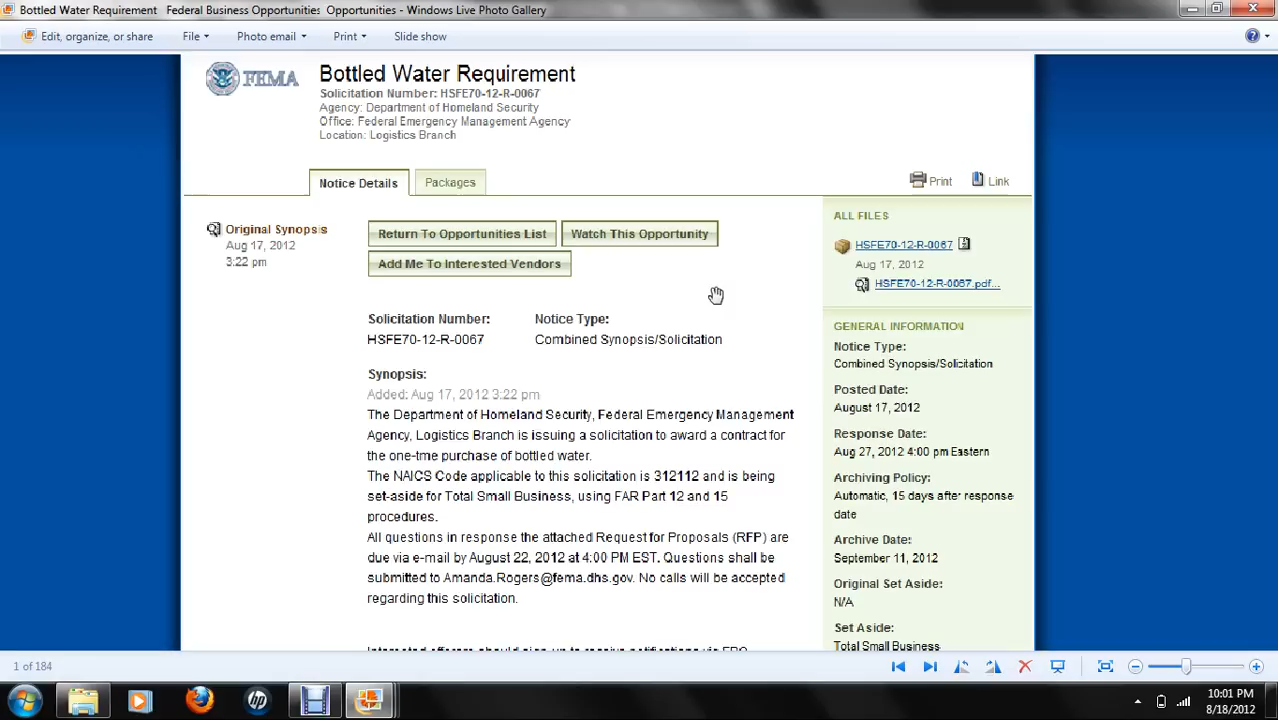 Bottled Water Requirement   Federal Business Opportunities  Opportunities - Windows Live Photo Gallery
Edit, organize, or share
File
Photo email
Print
Slide show
FEMA
Bottled Water Requirement
Solicitation Number: HSFE70-12-R-0067
Agency: Department of Homeland Security
Office: Federal Emergency Management Agency
Location: Logistics Branch
Notice Details
Packages
Print
Link
Original Synopsis
Aug 17, 2012
3:22 pm
Return To Opportunities List
Watch This Opportunity
Add Me To Interested Vendors
Solicitation Number:
HSFE70-12-R-0067
Notice Type:
Combined Synopsis/Solicitation
Synopsis:
Added: Aug 17, 2012 3:22 pm
The Department of Homeland Security, Federal Emergency Management
Agency, Logistics Branch is issuing a solicitation to award a contract for
the one-tme purchase of bottled water.
The NAICS Code applicable to this solicitation is 312112 and is being
set-aside for Total Small Business, using FAR Part 12 and 15
procedures.
All questions in response the attached Request for Proposals (RFP) are
due via e-mail by August 22, 2012 at 4:00 PM EST. Questions shall be
submitted to Amanda.Rogers@fema.dhs.gov. No calls will be accepted
regarding this solicitation.
Interested offerors should sign-up to receive notifications via FBO
ALL FILES
HSFE70-12-R-0067
Aug 17, 2012
HSFE70-12-R-0067.pdf...
GENERAL INFORMATION
Notice Type:
Combined Synopsis/Solicitation
Posted Date:
August 17, 2012
Response Date:
Aug 27, 2012 4:00 pm Eastern
Archiving Policy:
Automatic, 15 days after response
date
Archive Date:
September 11, 2012
Original Set Aside:
N/A
Set Aside:
Total Small Business
1 of 184
10:01 PM
8/18/2012